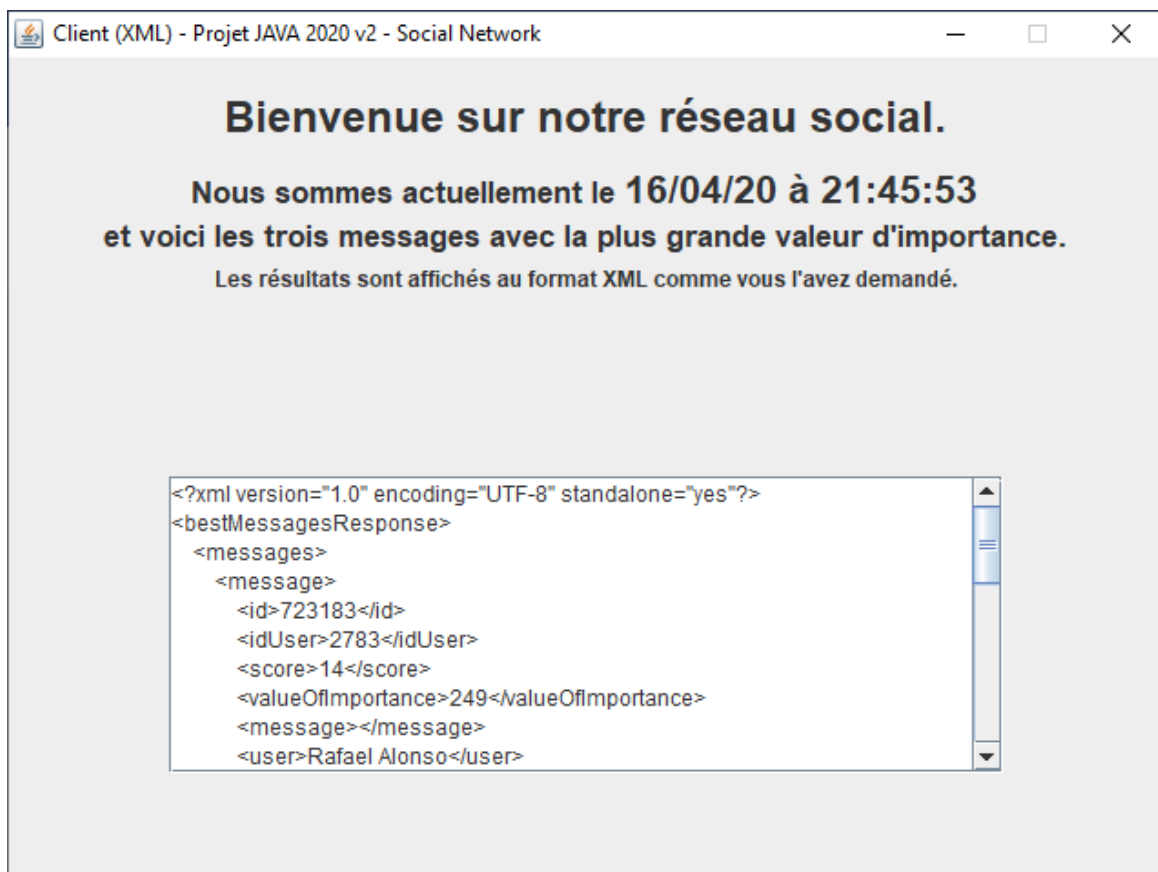 Client (XML) - Projet JAVA 2020 v2 - Social Network
Bienvenue sur notre réseau social.
Nous sommes actuellement le 16/04/20 à 21:45:53
et voici les trois messages avec la plus grande valeur d'importance.
Les résultats sont affichés au format XML comme vous l'avez demandé.
<?xml version="1.0" encoding="UTF-8" standalone="yes"?>
<bestMessagesResponse>
<messages>
<message>
<id>723183</id>
<idUser>2783</idUser>
<score>14</score>
<valueOfImportance>249</valueOfImportance>
<message></message>
<user>Rafael Alonso</user>